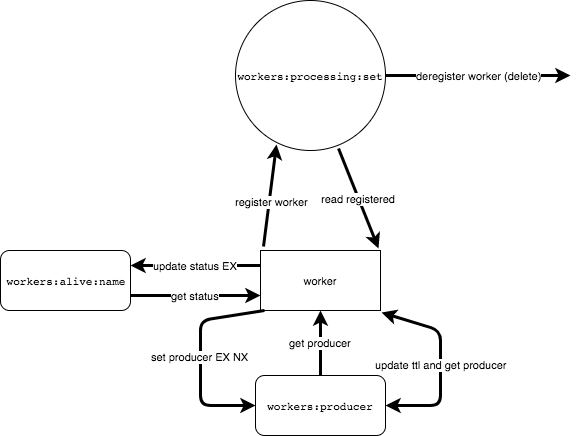 workers:processing:set
deregister worker (delete)
register worker
read registered
update status EX
workers:alive:name
worker
get status
get producer
set producer EX NX
update ttl and get producer
workers:producer